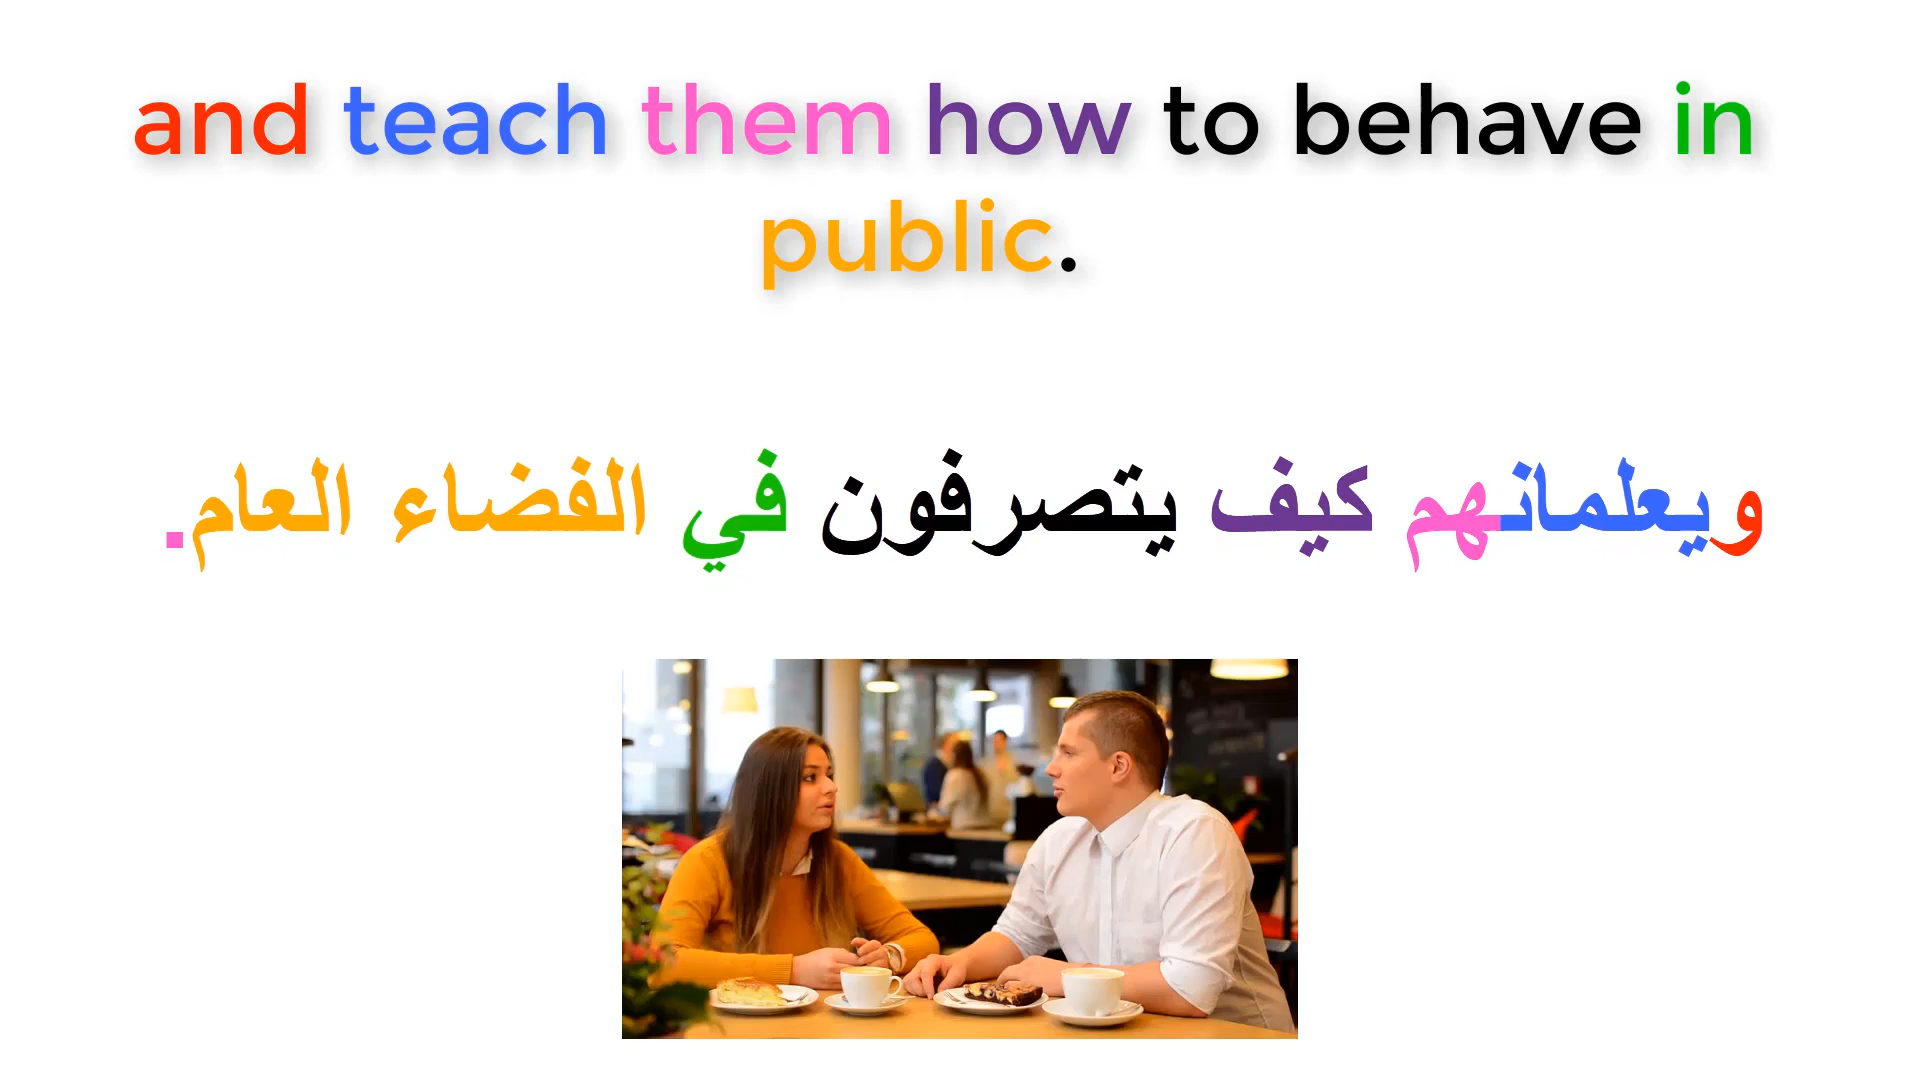 and teach them how to behave in
public.
ويعلمانهم كيف يتصرفون في الفضاء العام.